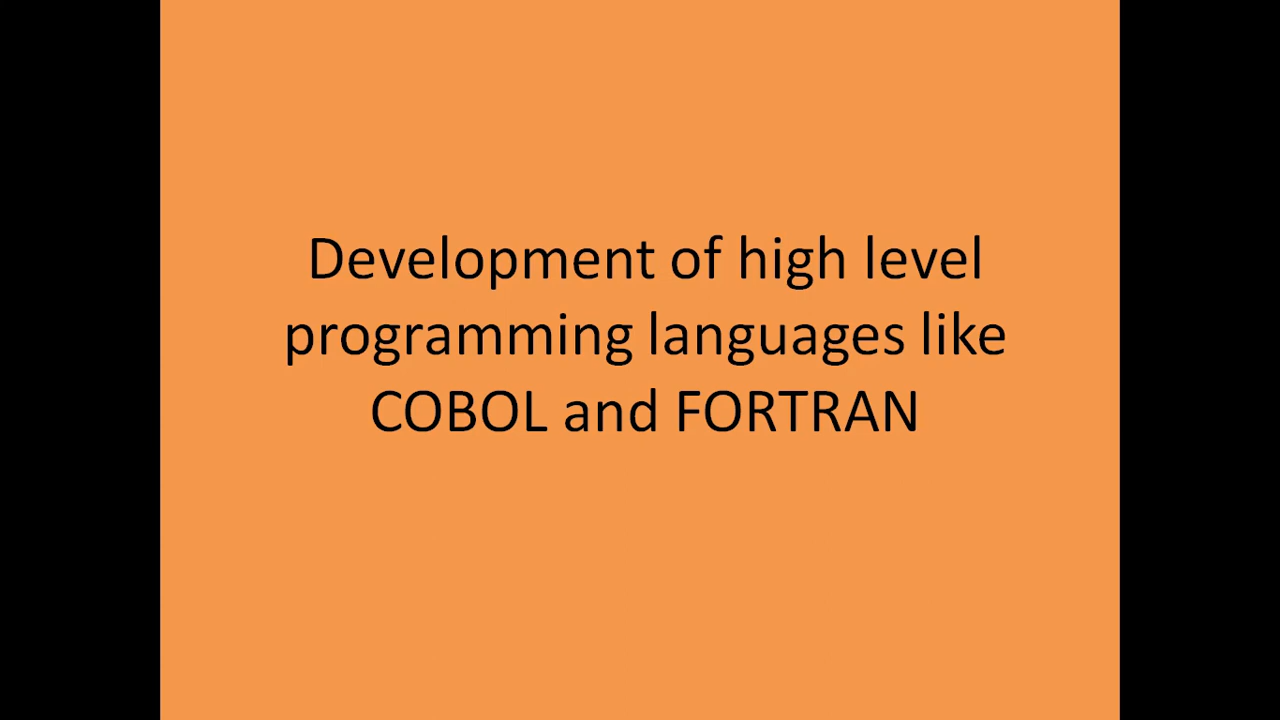 Development of high level
programming languages like
COBOL and FORTRAN